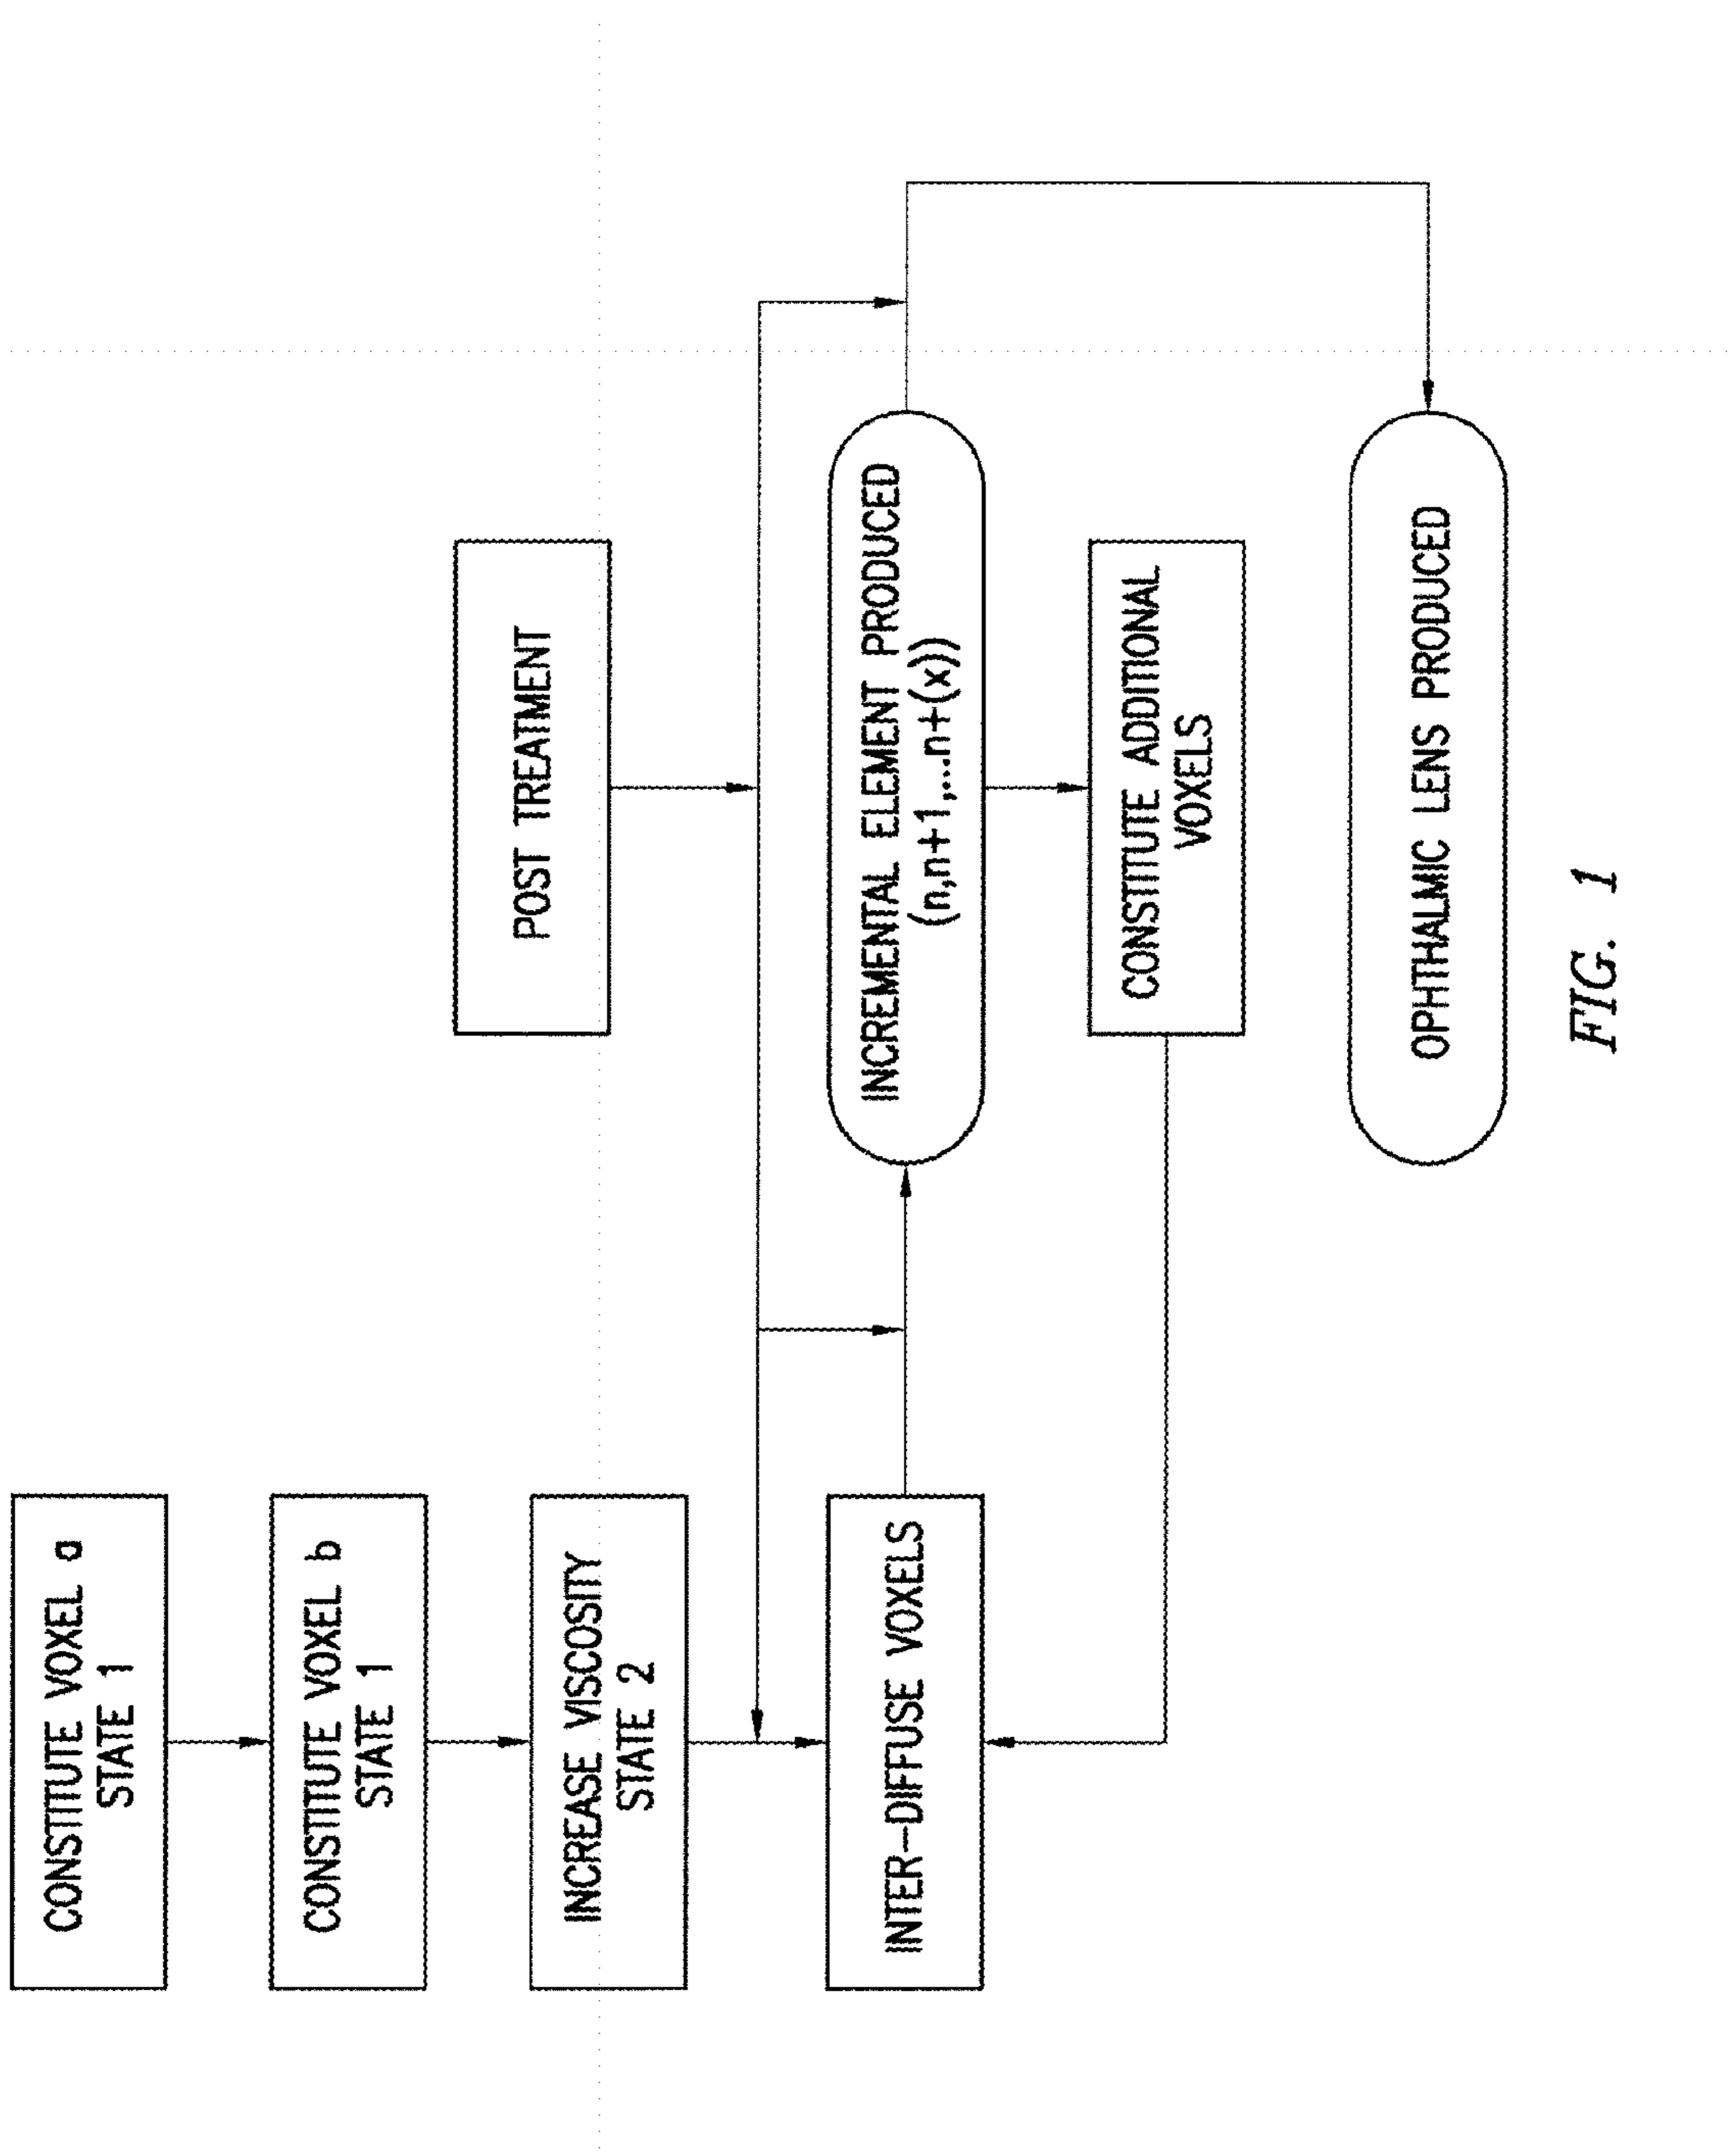 CONSTITUTE VOXEL a
STATE 1
CONSTITUTE VOXEL b
STATE 1
INCREASE VISCOSITY
STATE 2
INTER-DIFFUSE VOXELS
POST TREATMENT
INCREMENTAL ELEMENT PRODUCED
(n,n+1,...n+(x))
CONSTITUTE ADDITIONAL
VOXELS
OPHTHALMIC LENS PRODUCED
FIG. 1